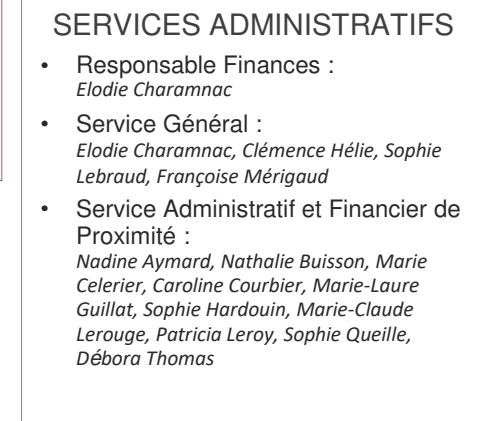 SERVICES ADMINISTRATIFS
• Responsable Finances :
Elodie Charamnac
• Service Général :
Elodie Charamnac, Clémence Hélie, Sophie
Lebraud, Françoise Mérigaud
• Service Administratif et Financier de
Proximité :
Nadine Aymard, Nathalie Buisson, Marie
Celerier, Caroline Courbier, Marie-Laure
Guillat, Sophie Hardouin, Marie-Claude
Lerouge, Patricia Leroy, Sophie Queille,
Débora Thomas